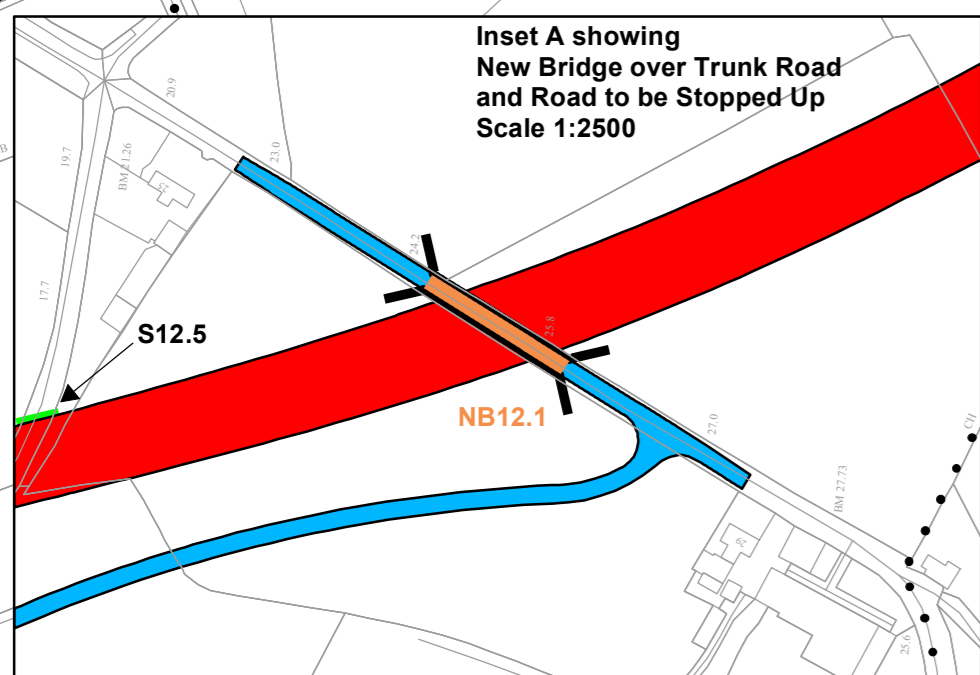 Inset A showing
New Bridge over Trunk Road
and Road to be Stopped Up
Scale 1:2500
20.9
B
19.7
BM 21.26
23.0
25
24.2
17.7
S12.5
25.8
NB12.1
27.0
CH
BM 27.73
29
25.6